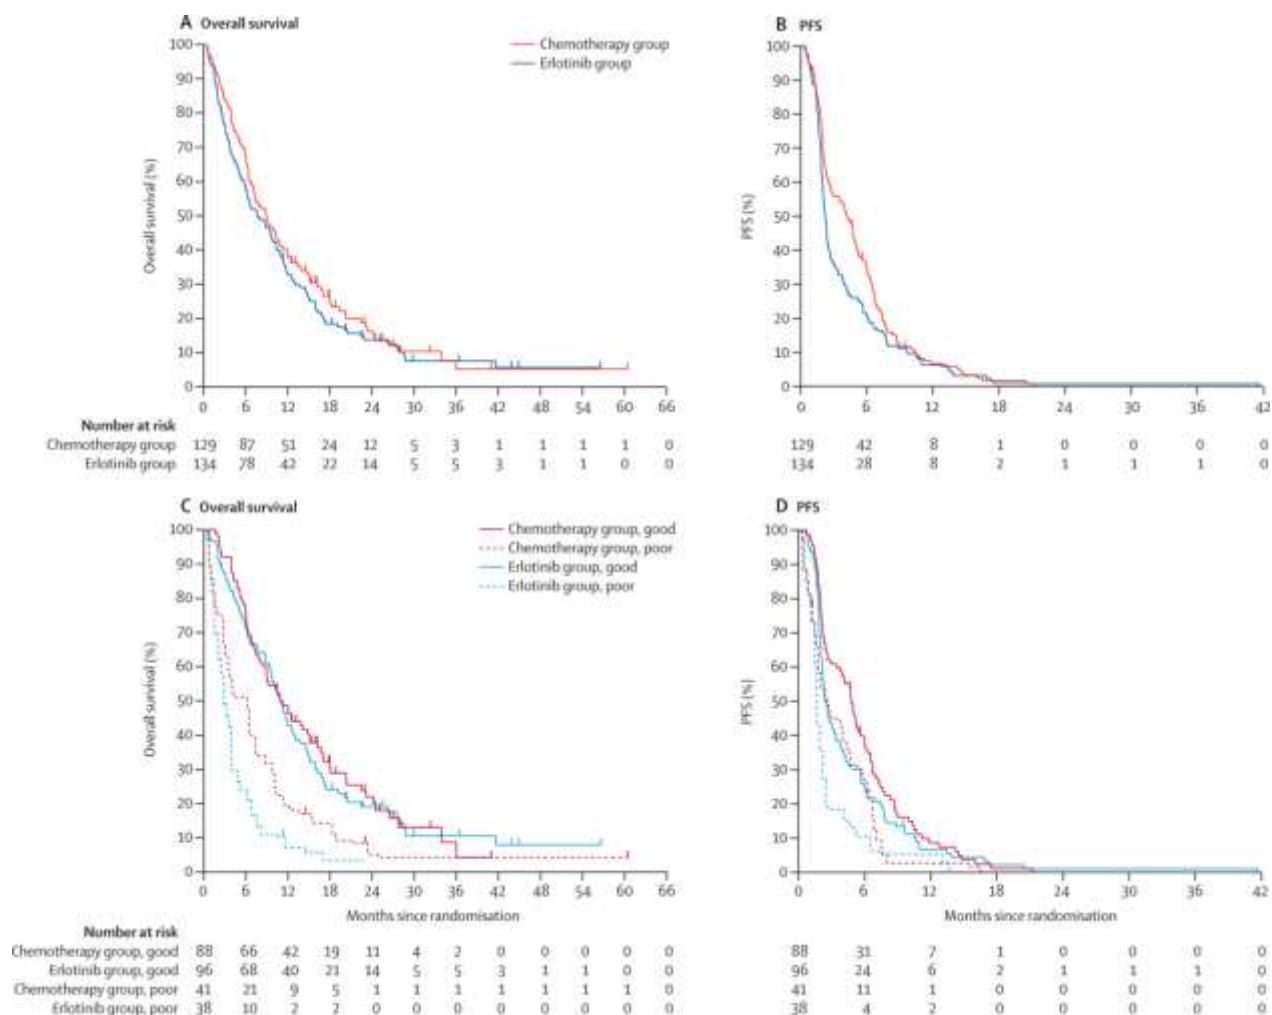 A Overall survival
Chemotherapy group
Erlotinib group
Overall survival (%)
100
90
80
70
60
50
40
30
20
10
0
0 6 12 18 24 30 36 42 48 54 60 66
Number at risk
Chemotherapy group 129 87 51 24 12 5 3 1 1 1 1 0
Erlotinib group 134 78 42 22 14 5 5 3 1 1 0 0
B PFS
PFS (%)
100
90
80
70
60
50
40
30
20
10
0
0 6 12 18 24 30 36 42
129 42 8 1 0 0 0 0
134 28 8 2 1 1 1 0
C Overall survival
Chemotherapy group, good
Chemotherapy group, poor
Erlotinib group, good
Erlotinib group, poor
Overall survival (%)
100
90
80
70
60
50
40
30
20
10
0
0 6 12 18 24 30 36 42 48 54 60 66
Months since randomisation
Number at risk
Chemotherapy group, good 88 66 42 19 11 4 2 0 0 0 0 0
Erlotinib group, good 96 68 40 21 14 5 5 3 1 1 0 0
Chemotherapy group, poor 41 21 9 5 1 1 1 1 1 1 1 0
Erlotinib group, poor 38 10 2 2 0 0 0 0 0 0 0 0
D PFS
PFS (%)
100
90
80
70
60
50
40
30
20
10
0
0 6 12 18 24 30 36 42
Months since randomisation
88 31 7 1 0 0 0 0
96 24 6 2 1 1 1 0
41 11 1 0 0 0 0 0
38 4 2 0 0 0 0 0